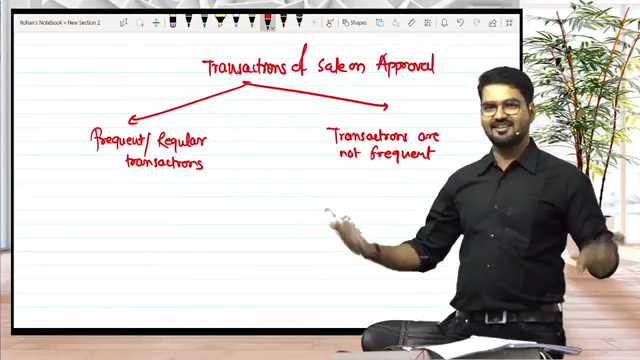 Rohan's Notebook » New Section 2
Shapes
Transactions of Sale on Approval
Frequent/Regular
transactions
Transactions are
not frequent